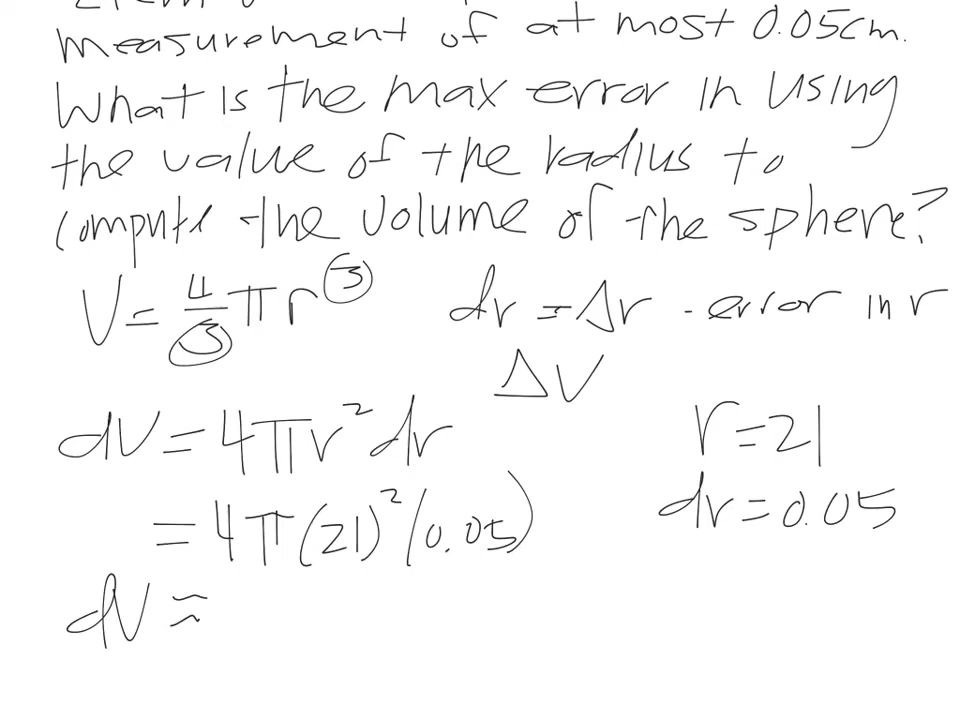 measurement of at most 0.05cm.
What is the max error in using
the value of the radius to
compute the volume of the sphere?
V = 4/3 πr³ dr = Δr - error in r
ΔV
dV = 4πr² dr r = 21
= 4π(21)²(0.05) dr = 0.05
dV ≈